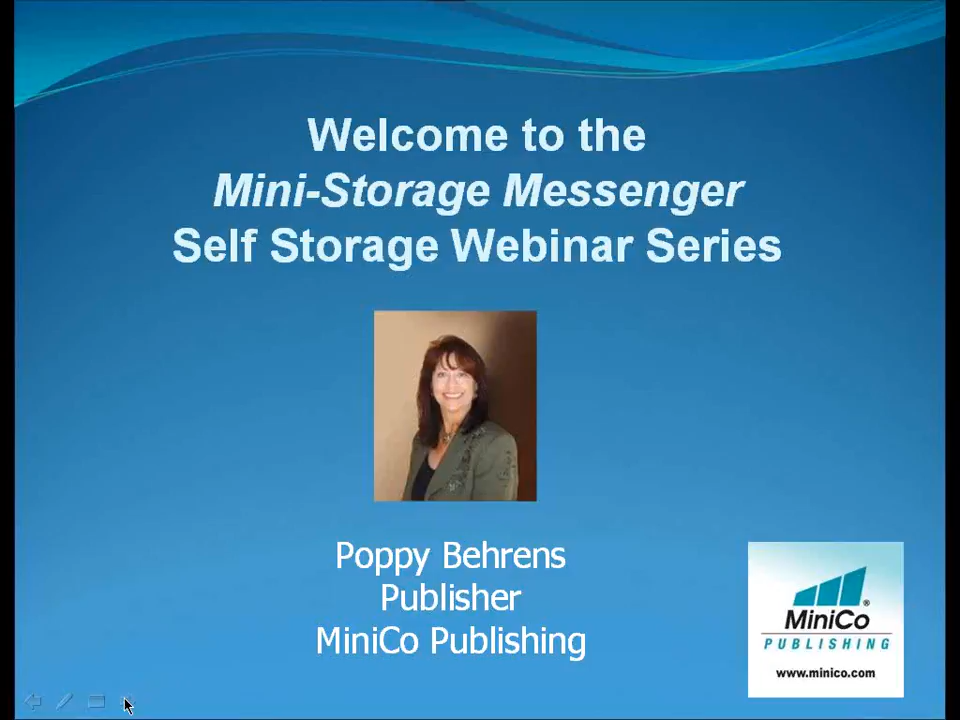 Welcome to the
Mini-Storage Messenger
Self Storage Webinar Series
Poppy Behrens
Publisher
MiniCo Publishing
MiniCo®
PUBLISHING
www.minico.com